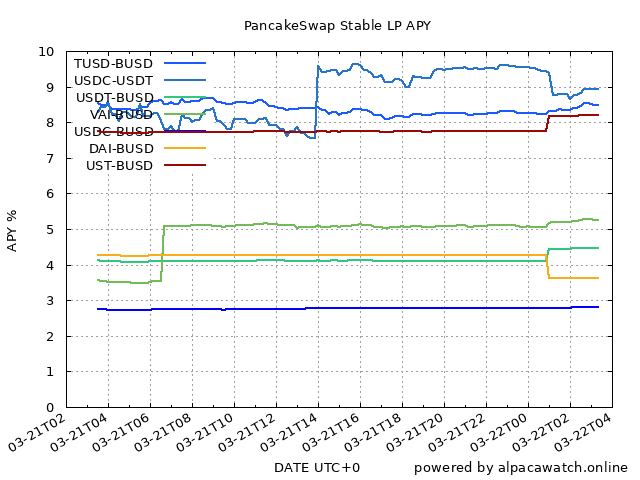 PancakeSwap Stable LP APY
10
9
8
7
6
5
4
3
2
1
0
APY %
TUSD-BUSD
USDC-USDT
USDT-BUSD
VAI-BUSD
USDC-BUSD
DAI-BUSD
UST-BUSD
03-21T02
03-21T04
03-21T06
03-21T08
03-21T10
03-21T12
03-21T14
03-21T16
03-21T18
03-21T20
03-21T22
03-22T00
03-22T02
03-22T04
DATE UTC+0
powered by alpacawatch.online